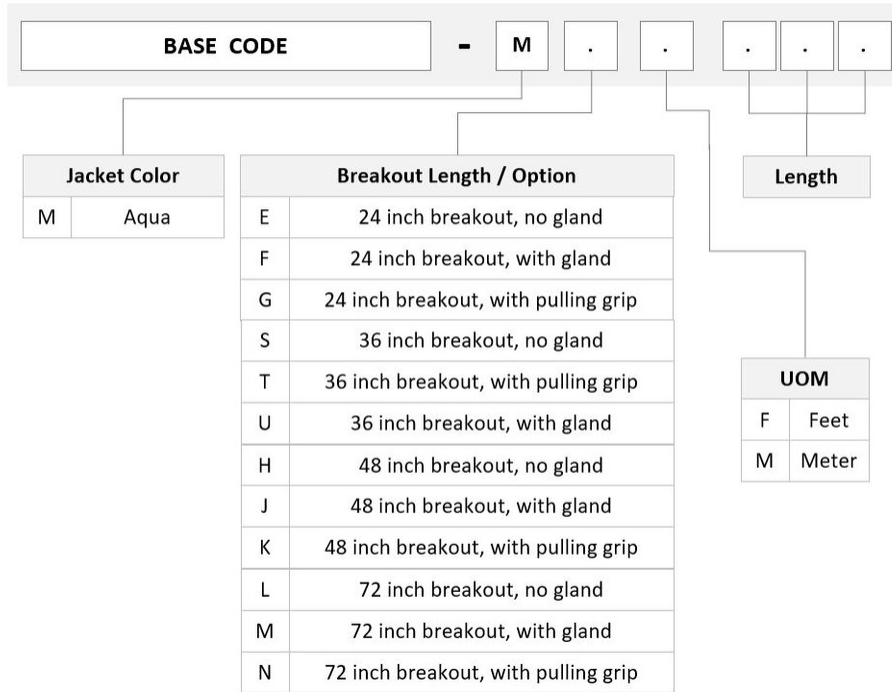 BASE CODE - M . . . . .
Jacket Color
M Aqua
Breakout Length / Option
E 24 inch breakout, no gland
F 24 inch breakout, with gland
G 24 inch breakout, with pulling grip
S 36 inch breakout, no gland
T 36 inch breakout, with pulling grip
U 36 inch breakout, with gland
H 48 inch breakout, no gland
J 48 inch breakout, with gland
K 48 inch breakout, with pulling grip
L 72 inch breakout, no gland
M 72 inch breakout, with gland
N 72 inch breakout, with pulling grip
Length
UOM
F Feet
M Meter